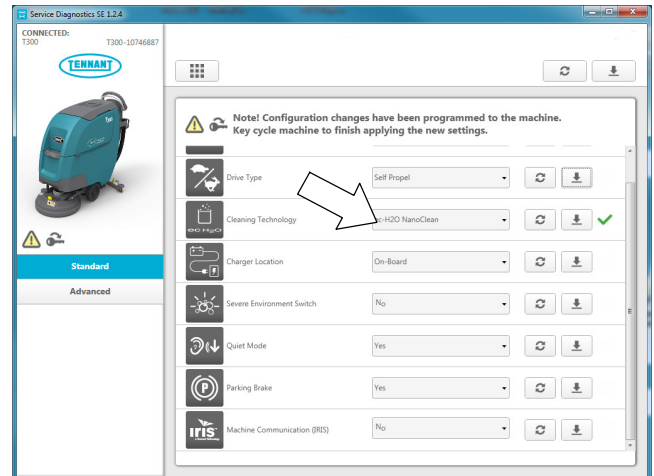 Service Diagnostics SE 1.2.4
CONNECTED:
T300 T300-10746887
TENNANT
Note! Configuration changes have been programmed to the machine.
Key cycle machine to finish applying the new settings.
Drive Type Self Propel
Cleaning Technology ec-H2O NanoClean
ec H2O
Charger Location On-Board
Standard
Advanced
Severe Environment Switch No
Quiet Mode Yes
Parking Brake Yes
IRIS
Machine Communication (IRIS) No